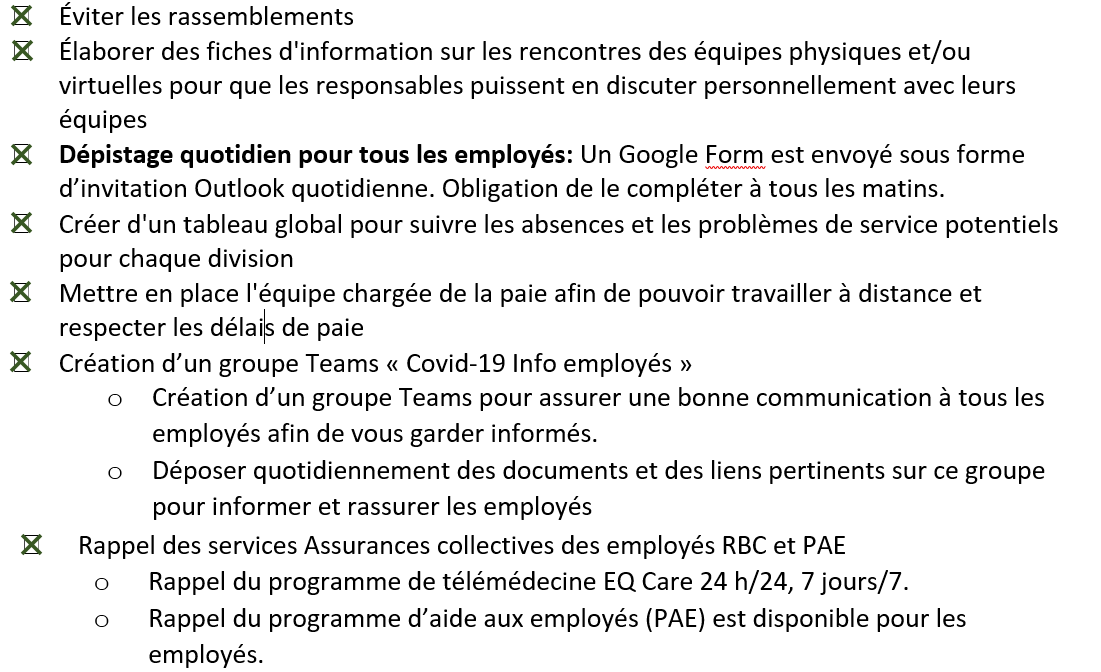 Éviter les rassemblements
Élaborer des fiches d'information sur les rencontres des équipes physiques et/ou
virtuelles pour que les responsables puissent en discuter personnellement avec leurs
équipes
Dépistage quotidien pour tous les employés: Un Google Form est envoyé sous forme
d’invitation Outlook quotidienne. Obligation de le compléter à tous les matins.
Créer d'un tableau global pour suivre les absences et les problèmes de service potentiels
pour chaque division
Mettre en place l'équipe chargée de la paie afin de pouvoir travailler à distance et
respecter les délais de paie
Création d’un groupe Teams « Covid-19 Info employés »
o Création d’un groupe Teams pour assurer une bonne communication à tous les
employés afin de vous garder informés.
o Déposer quotidiennement des documents et des liens pertinents sur ce groupe
pour informer et rassurer les employés
Rappel des services Assurances collectives des employés RBC et PAE
o Rappel du programme de télémédecine EQ Care 24 h/24, 7 jours/7.
o Rappel du programme d’aide aux employés (PAE) est disponible pour les
employés.